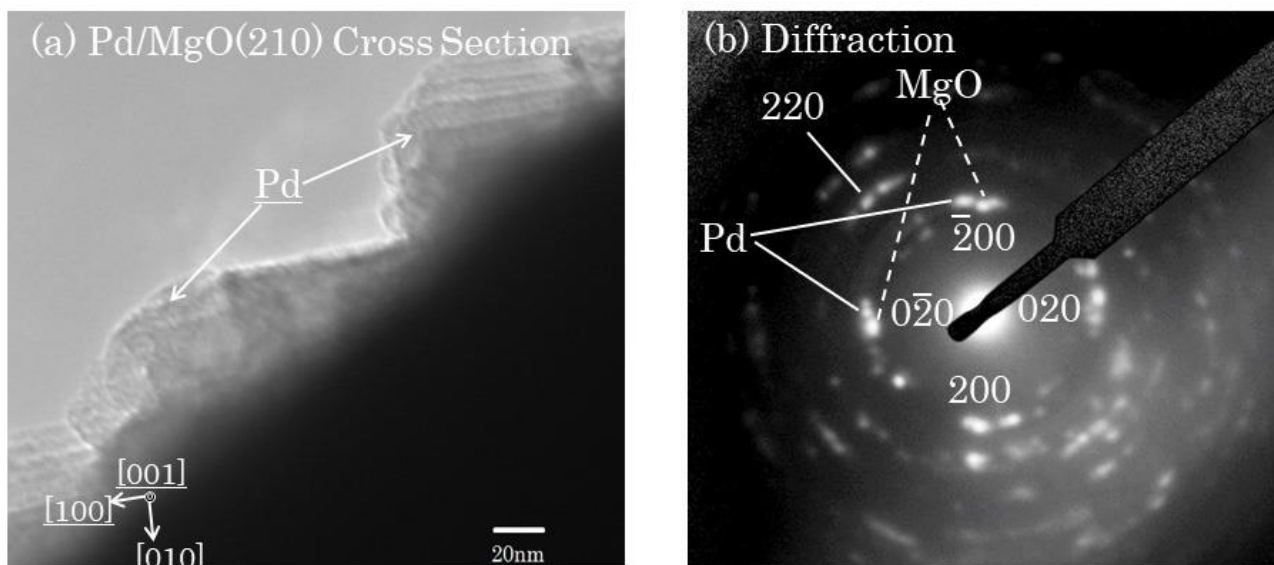 (a) Pd/MgO(210) Cross Section
Pd
[001]
[100]
[010]
20nm
(b) Diffraction
MgO
220
Pd
2̅00
02̅0
020
200